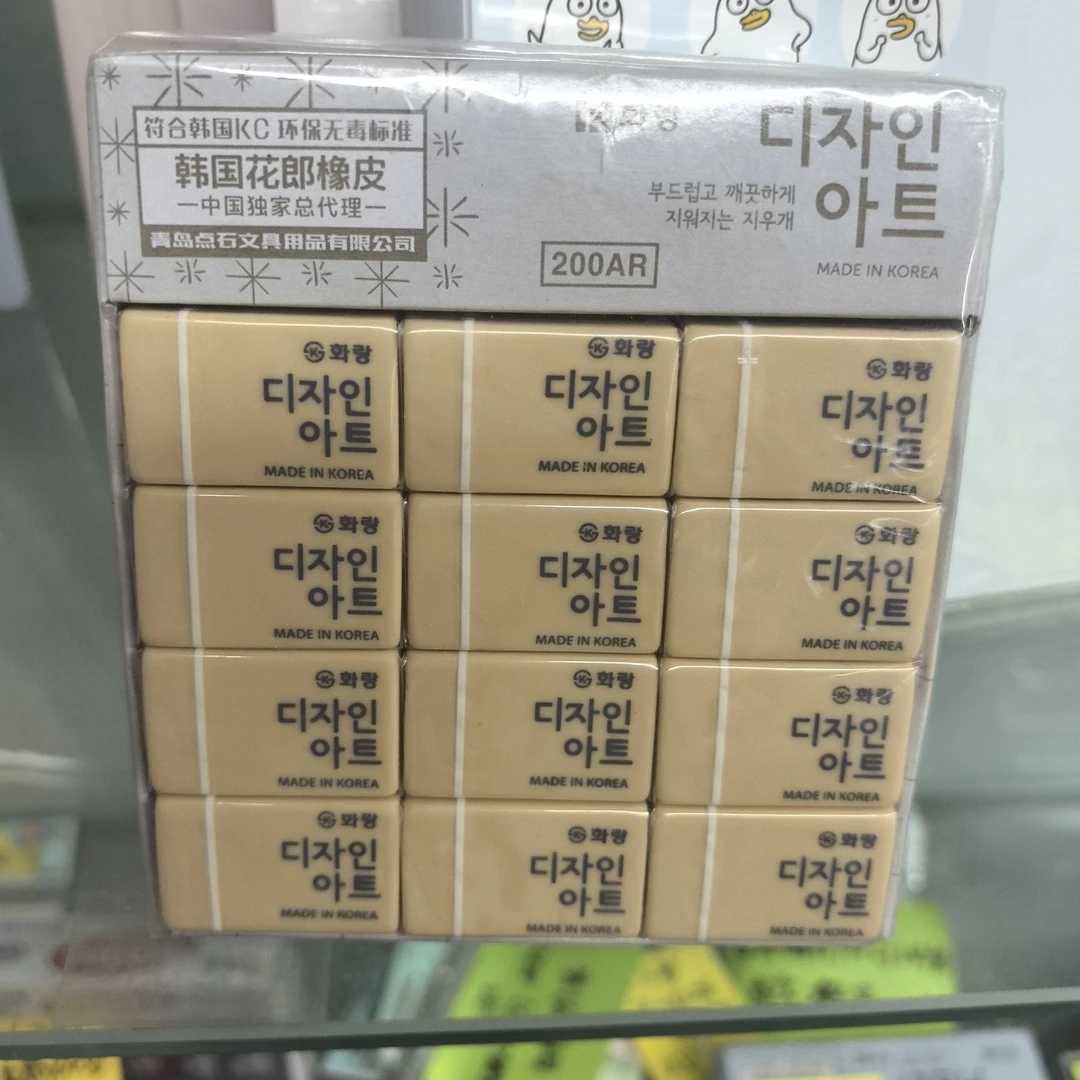 符合韩国KC 环保无毒标准
韩国花郎橡皮
—中国独家总代理—
青岛点石文具用品有限公司
화랑
디자인
아트
부드럽고 깨끗하게
지워지는 지우개
200AR
MADE IN KOREA
화랑
디자인
아트
MADE IN KOREA
화랑
디자인
아트
MADE IN KOREA
화랑
디자인
아트
MADE IN KOREA
화랑
디자인
아트
MADE IN KOREA
화랑
디자인
아트
MADE IN KOREA
화랑
디자인
아트
MADE IN KOREA
화랑
디자인
아트
MADE IN KOREA
화랑
디자인
아트
MADE IN KOREA
화랑
디자인
아트
MADE IN KOREA
화랑
디자인
아트
MADE IN KOREA
화랑
디자인
아트
MADE IN KOREA
화랑
디자인
아트
MADE IN KOREA